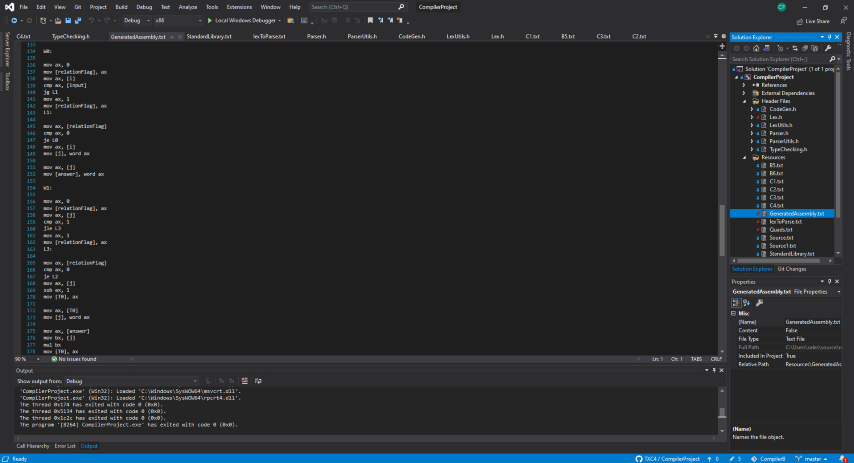 File Edit View Git Project Build Debug Test Analyze Tools Extensions Window Help Search (Ctrl+Q) CompilerProject
Debug x86 Local Windows Debugger Live Share
C4.txt TypeChecking.h GeneratedAssembly.txt StandardLibrary.txt lexToParse.txt Parser.h ParserUtils.h CodeGen.h LexUtils.h Lex.h C1.txt B5.txt C3.txt C2.txt
Server Explorer
Toolbox
133
134 W0:
135
136 mov ax, 0
137 mov [relationFlag], ax
138 mov ax, [i]
139 cmp ax, [input]
140 jg L1
141 mov ax, 1
142 mov [relationFlag], ax
143 L1:
144
145 mov ax, [relationFlag]
146 cmp ax, 0
147 je L0
148 mov ax, [i]
149 mov [j], word ax
150
151 mov ax, [j]
152 mov [answer], word ax
153
154 W1:
155
156 mov ax, 0
157 mov [relationFlag], ax
158 mov ax, [j]
159 cmp ax, 1
160 jle L3
161 mov ax, 1
162 mov [relationFlag], ax
163 L3:
164
165 mov ax, [relationFlag]
166 cmp ax, 0
167 je L2
168 mov ax, [j]
169 sub ax, 1
170 mov [T0], ax
171
172 mov ax, [T0]
173 mov [j], word ax
174
175 mov ax, [answer]
176 mov bx, [j]
177 mul bx
178 mov [T0], ax
90 % No issues found Ln: 1 Ch: 1 TABS CRLF
Output
Show output from: Debug
'CompilerProject.exe' (Win32): Loaded 'C:\Windows\SysWOW64\msvcrt.dll'.
'CompilerProject.exe' (Win32): Loaded 'C:\Windows\SysWOW64\rpcrt4.dll'.
The thread 0x174 has exited with code 0 (0x0).
The thread 0x5134 has exited with code 0 (0x0).
The thread 0x1c2c has exited with code 0 (0x0).
The program '[8264] CompilerProject.exe' has exited with code 0 (0x0).
Call Hierarchy Error List Output
Solution Explorer
Search Solution Explorer (Ctrl+;)
Solution 'CompilerProject' (1 of 1 proje
CompilerProject
References
External Dependencies
Header Files
CodeGen.h
Lex.h
LexUtils.h
Parser.h
ParserUtils.h
TypeChecking.h
Resources
B5.txt
B6.txt
C1.txt
C2.txt
C3.txt
C4.txt
GeneratedAssembly.txt
lexToParse.txt
Quads.txt
Source.txt
Source1.txt
StandardLibrary.txt
Solution Explorer Git Changes
Properties
GeneratedAssembly.txt File Properties
Misc
(Name) GeneratedAssembly.txt
Content False
File Type Text File
Full Path C:\Users\sales\source\re
Included In Project True
Relative Path Resources\GeneratedAs
(Name)
Names the file object.
Diagnostic Tools
Ready TXC4 / CompilerProject 0 5 CompilerB master